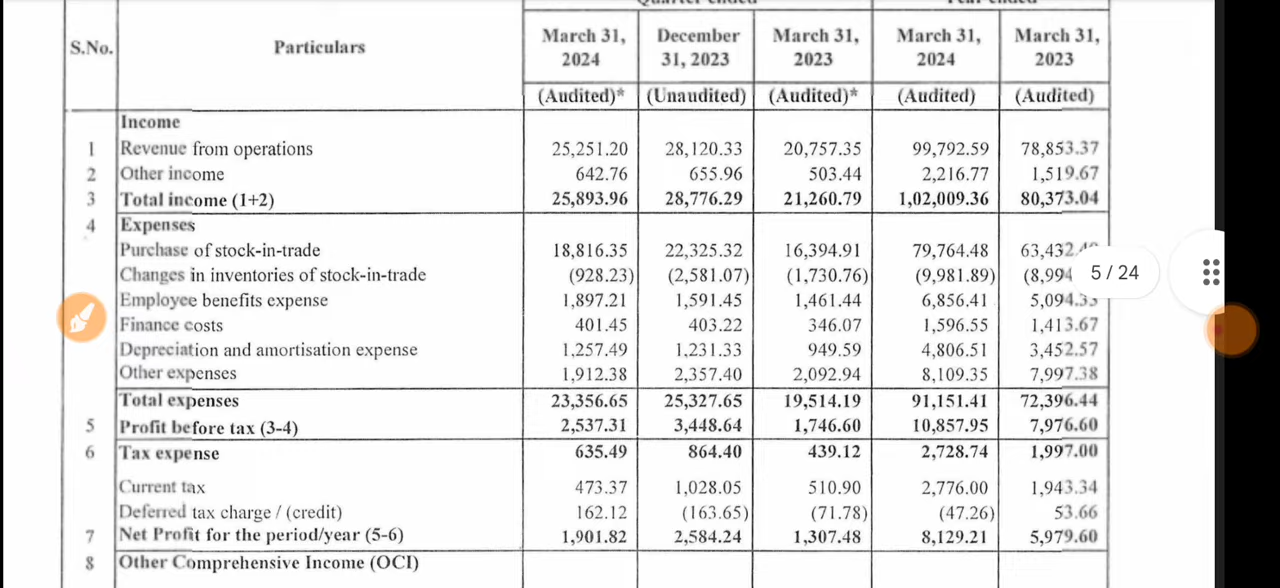 S.No. Particulars March 31, 2024 December 31, 2023 March 31, 2023 March 31, 2024 March 31, 2023
(Audited)* (Unaudited) (Audited)* (Audited) (Audited)
Income
1 Revenue from operations 25,251.20 28,120.33 20,757.35 99,792.59 78,853.37
2 Other income 642.76 655.96 503.44 2,216.77 1,519.67
3 Total income (1+2) 25,893.96 28,776.29 21,260.79 1,02,009.36 80,373.04
4 Expenses
Purchase of stock-in-trade 18,816.35 22,325.32 16,394.91 79,764.48
Changes in inventories of stock-in-trade (928.23) (2,581.07) (1,730.76) (9,981.89) (8,994
5 / 24
Employee benefits expense 1,897.21 1,591.45 1,461.44 6,856.41 5,094.33
Finance costs 401.45 403.22 346.07 1,596.55 1,413.67
Depreciation and amortisation expense 1,257.49 1,231.33 949.59 4,806.51 3,452.57
Other expenses 1,912.38 2,357.40 2,092.94 8,109.35 7,997.38
Total expenses 23,356.65 25,327.65 19,514.19 91,151.41 72,396.44
5 Profit before tax (3-4) 2,537.31 3,448.64 1,746.60 10,857.95 7,976.60
6 Tax expense 635.49 864.40 439.12 2,728.74 1,997.00
Current tax 473.37 1,028.05 510.90 2,776.00 1,943.34
Deferred tax charge / (credit) 162.12 (163.65) (71.78) (47.26) 53.66
7 Net Profit for the period/year (5-6) 1,901.82 2,584.24 1,307.48 8,129.21 5,979.60
8 Other Comprehensive Income (OCI)